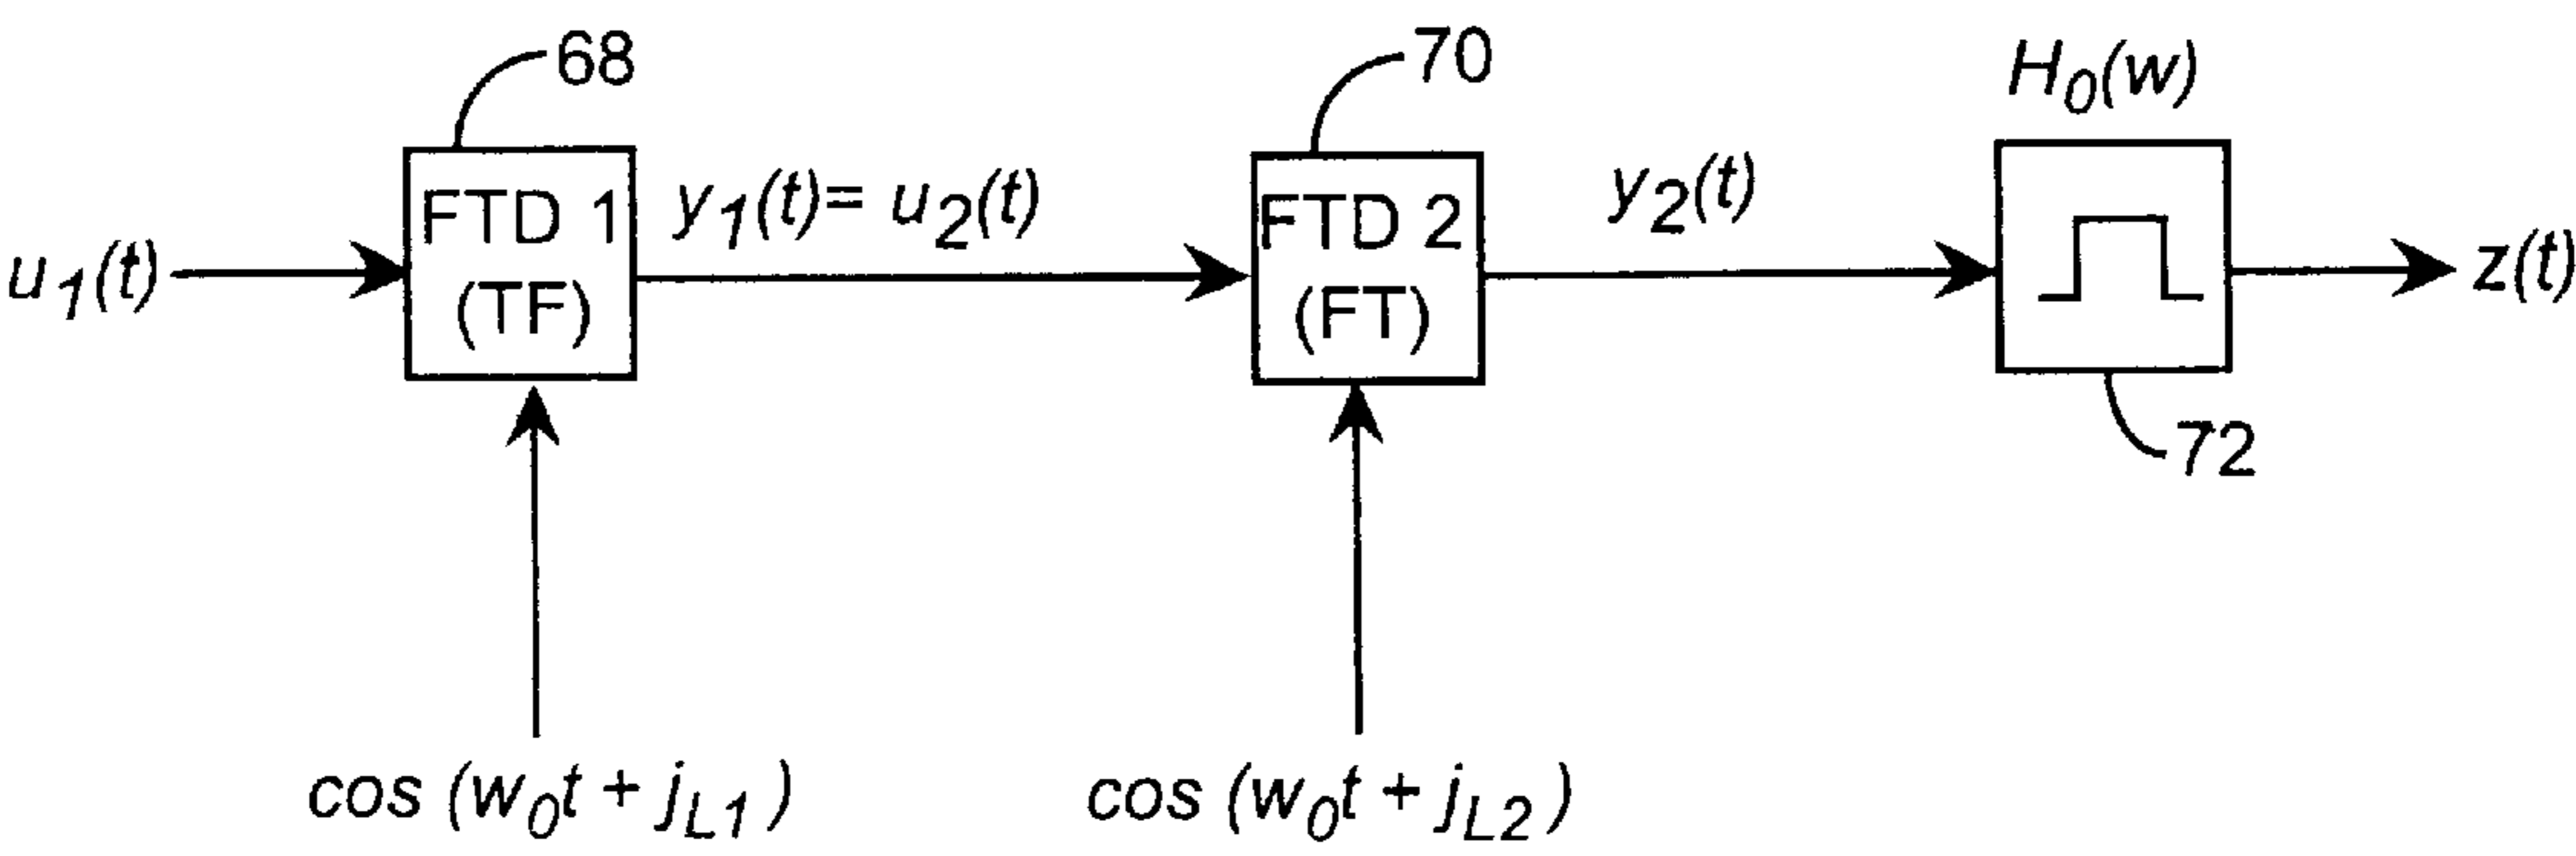 68
70
H0(w)
FTD 1
(TF)
y1(t)= u2(t)
FTD 2
(FT)
y2(t)
u1(t)
z(t)
72
cos (w0t + jL1 )
cos (w0t + jL2 )